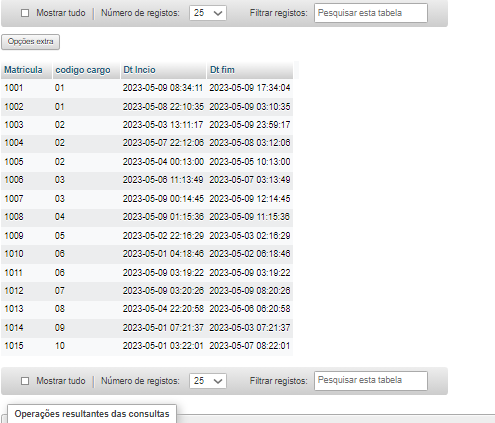 Mostrar tudo | Número de registos: 25 Filtrar registos: Pesquisar esta tabela
Opções extra
Matricula codigo cargo Dt Incio Dt fim
1001 01 2023-05-09 08:34:11 2023-05-09 17:34:04
1002 01 2023-05-08 22:10:35 2023-05-09 03:10:35
1003 02 2023-05-03 13:11:17 2023-05-09 23:59:17
1004 02 2023-05-07 22:12:06 2023-05-08 03:12:06
1005 02 2023-05-04 00:13:00 2023-05-05 10:13:00
1006 03 2023-05-06 11:13:49 2023-05-07 03:13:49
1007 03 2023-05-09 00:14:45 2023-05-09 12:14:45
1008 04 2023-05-09 01:15:36 2023-05-09 11:15:36
1009 05 2023-05-02 22:16:29 2023-05-03 02:16:29
1010 06 2023-05-01 04:18:46 2023-05-02 06:18:46
1011 06 2023-05-09 03:19:22 2023-05-09 03:19:22
1012 07 2023-05-09 03:20:26 2023-05-09 08:20:26
1013 08 2023-05-04 22:20:58 2023-05-06 06:20:58
1014 09 2023-05-01 07:21:37 2023-05-03 07:21:37
1015 10 2023-05-01 03:22:01 2023-05-07 08:22:01
Mostrar tudo | Número de registos: 25 Filtrar registos: Pesquisar esta tabela
Operações resultantes das consultas